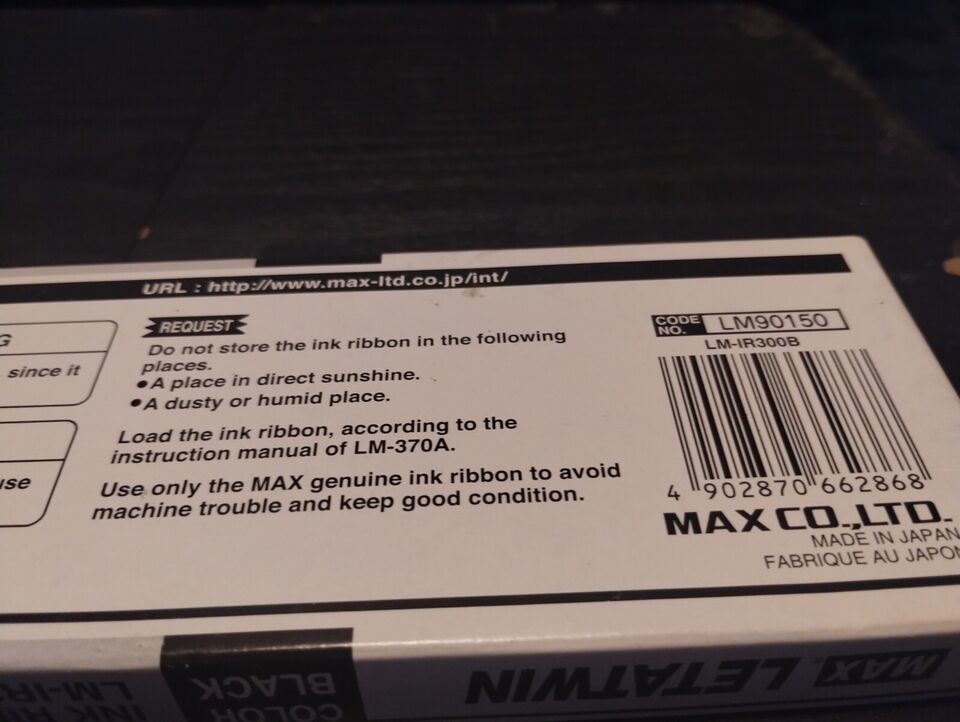 URL : http://www.max-ltd.co.jp/int/
G
since it
use
REQUEST
Do not store the ink ribbon in the following
places.
●A place in direct sunshine.
●A dusty or humid place.
Load the ink ribbon, according to the
instruction manual of LM-370A.
Use only the MAX genuine ink ribbon to avoid
machine trouble and keep good condition.
CODE NO. LM90150
LM-IR300B
4 902870 662868
MAX CO.,LTD.
MADE IN JAPAN
FABRIQUE AU JAPON
MAX LETATWIN
COLOR
BLACK
INK
LM-IR